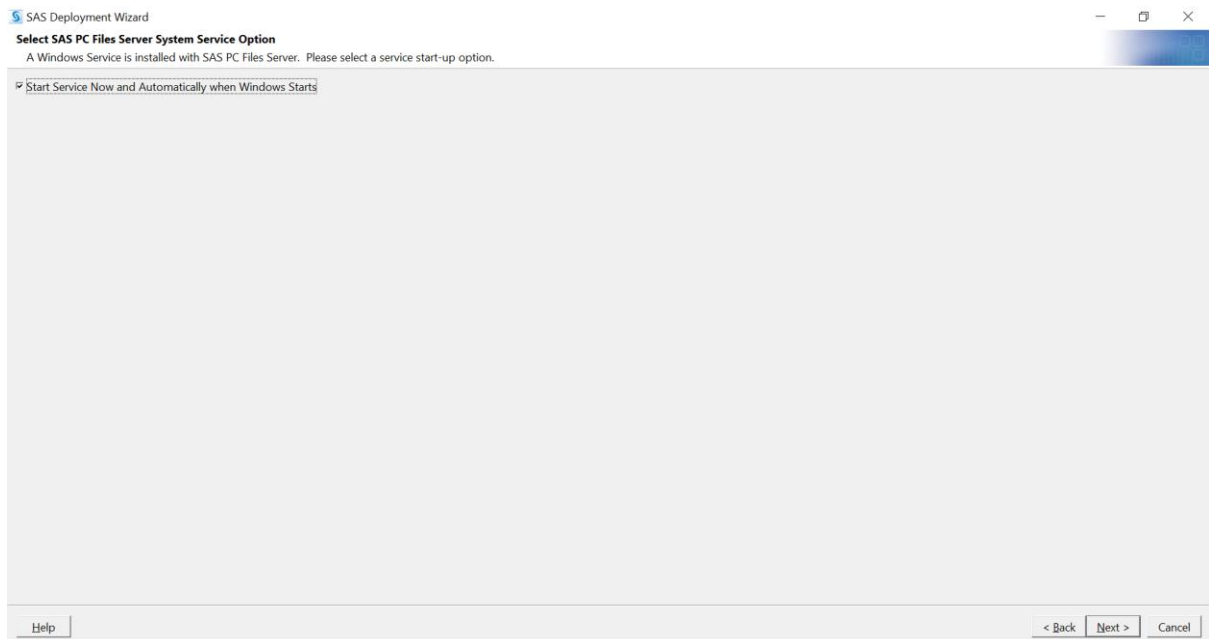 SAS Deployment Wizard
Select SAS PC Files Server System Service Option
A Windows Service is installed with SAS PC Files Server. Please select a service start-up option.
Start Service Now and Automatically when Windows Starts
Help
< Back
Next >
Cancel